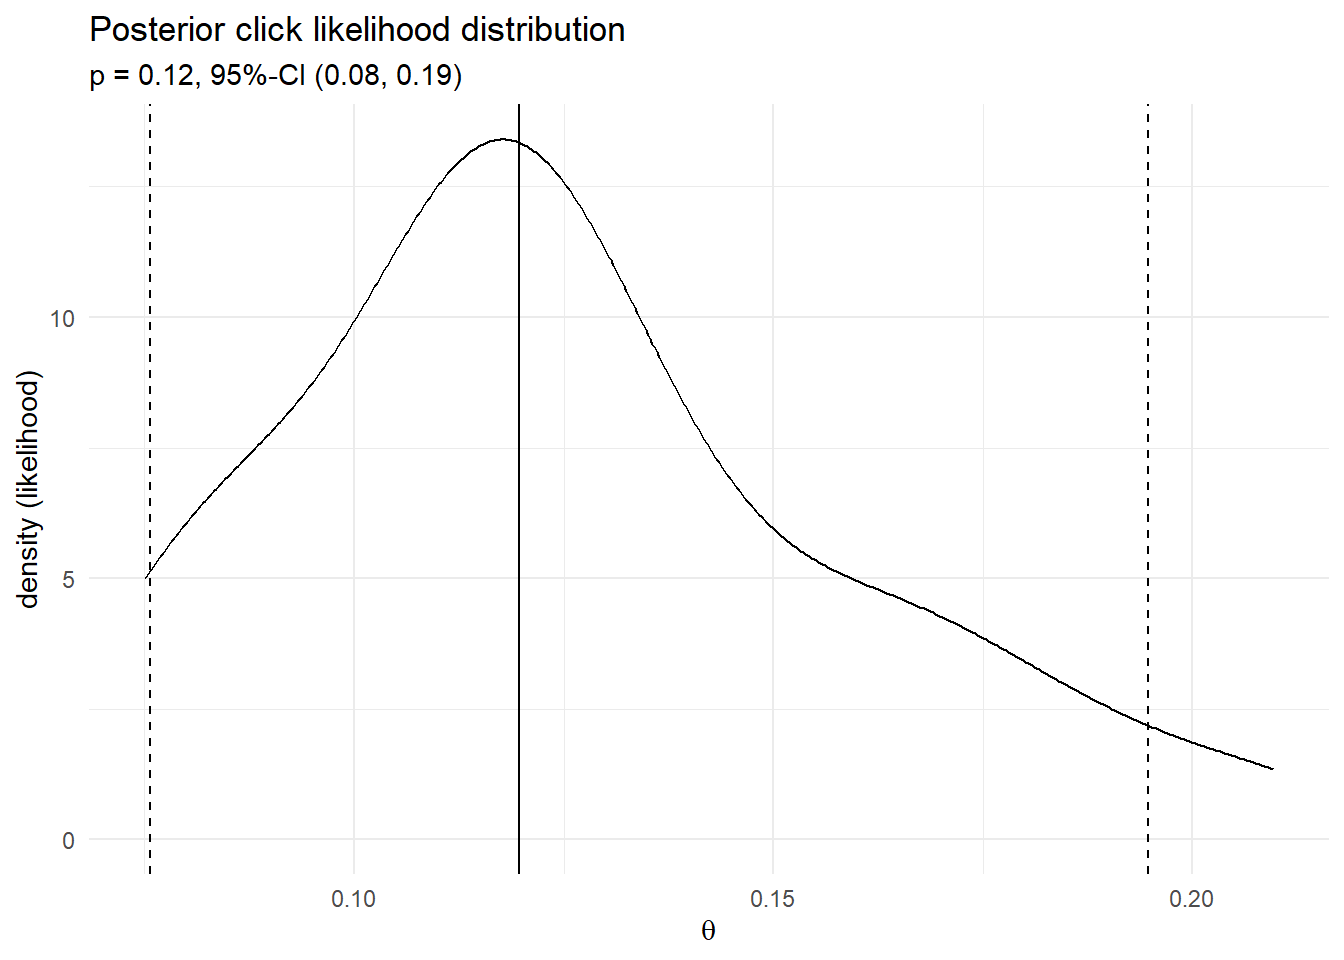 Posterior click likelihood distribution
p = 0.12, 95%-CI (0.08, 0.19)
density (likelihood)
10
5
0
0.10
0.15
0.20
θ